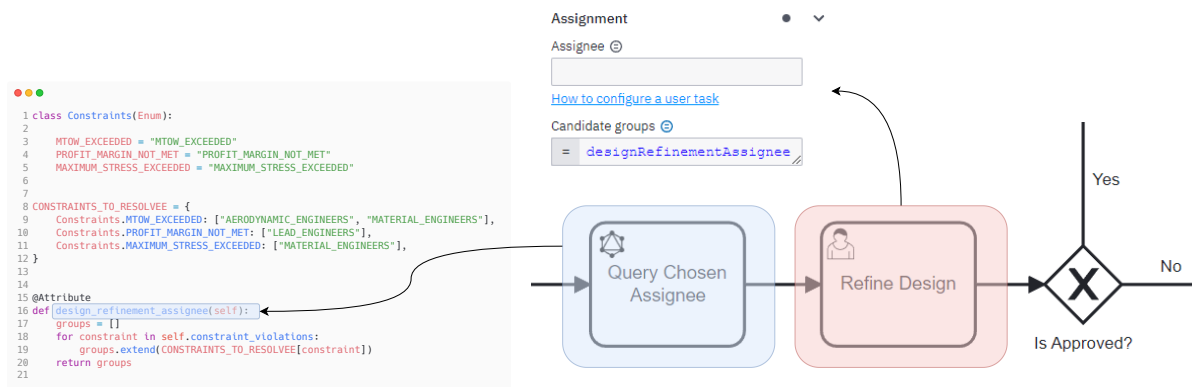 Assignment
Assignee
How to configure a user task
Candidate groups
= designRefinementAssignee
1 class Constraints(Enum):
2
3 MTOW_EXCEEDED = "MTOW_EXCEEDED"
4 PROFIT_MARGIN_NOT_MET = "PROFIT_MARGIN_NOT_MET"
5 MAXIMUM_STRESS_EXCEEDED = "MAXIMUM_STRESS_EXCEEDED"
6
7
8 CONSTRAINTS_TO_RESOLVEE = {
9 Constraints.MTOW_EXCEEDED: ["AERODYNAMIC_ENGINEERS", "MATERIAL_ENGINEERS"],
10 Constraints.PROFIT_MARGIN_NOT_MET: ["LEAD_ENGINEERS"],
11 Constraints.MAXIMUM_STRESS_EXCEEDED: ["MATERIAL_ENGINEERS"],
12 }
13
14
15 @Attribute
16 def design_refinement_assignee(self):
17 groups = []
18 for constraint in self.constraint_violations:
19 groups.extend(CONSTRAINTS_TO_RESOLVEE[constraint])
20 return groups
21
Query Chosen
Assignee
Refine Design
Yes
No
X
Is Approved?